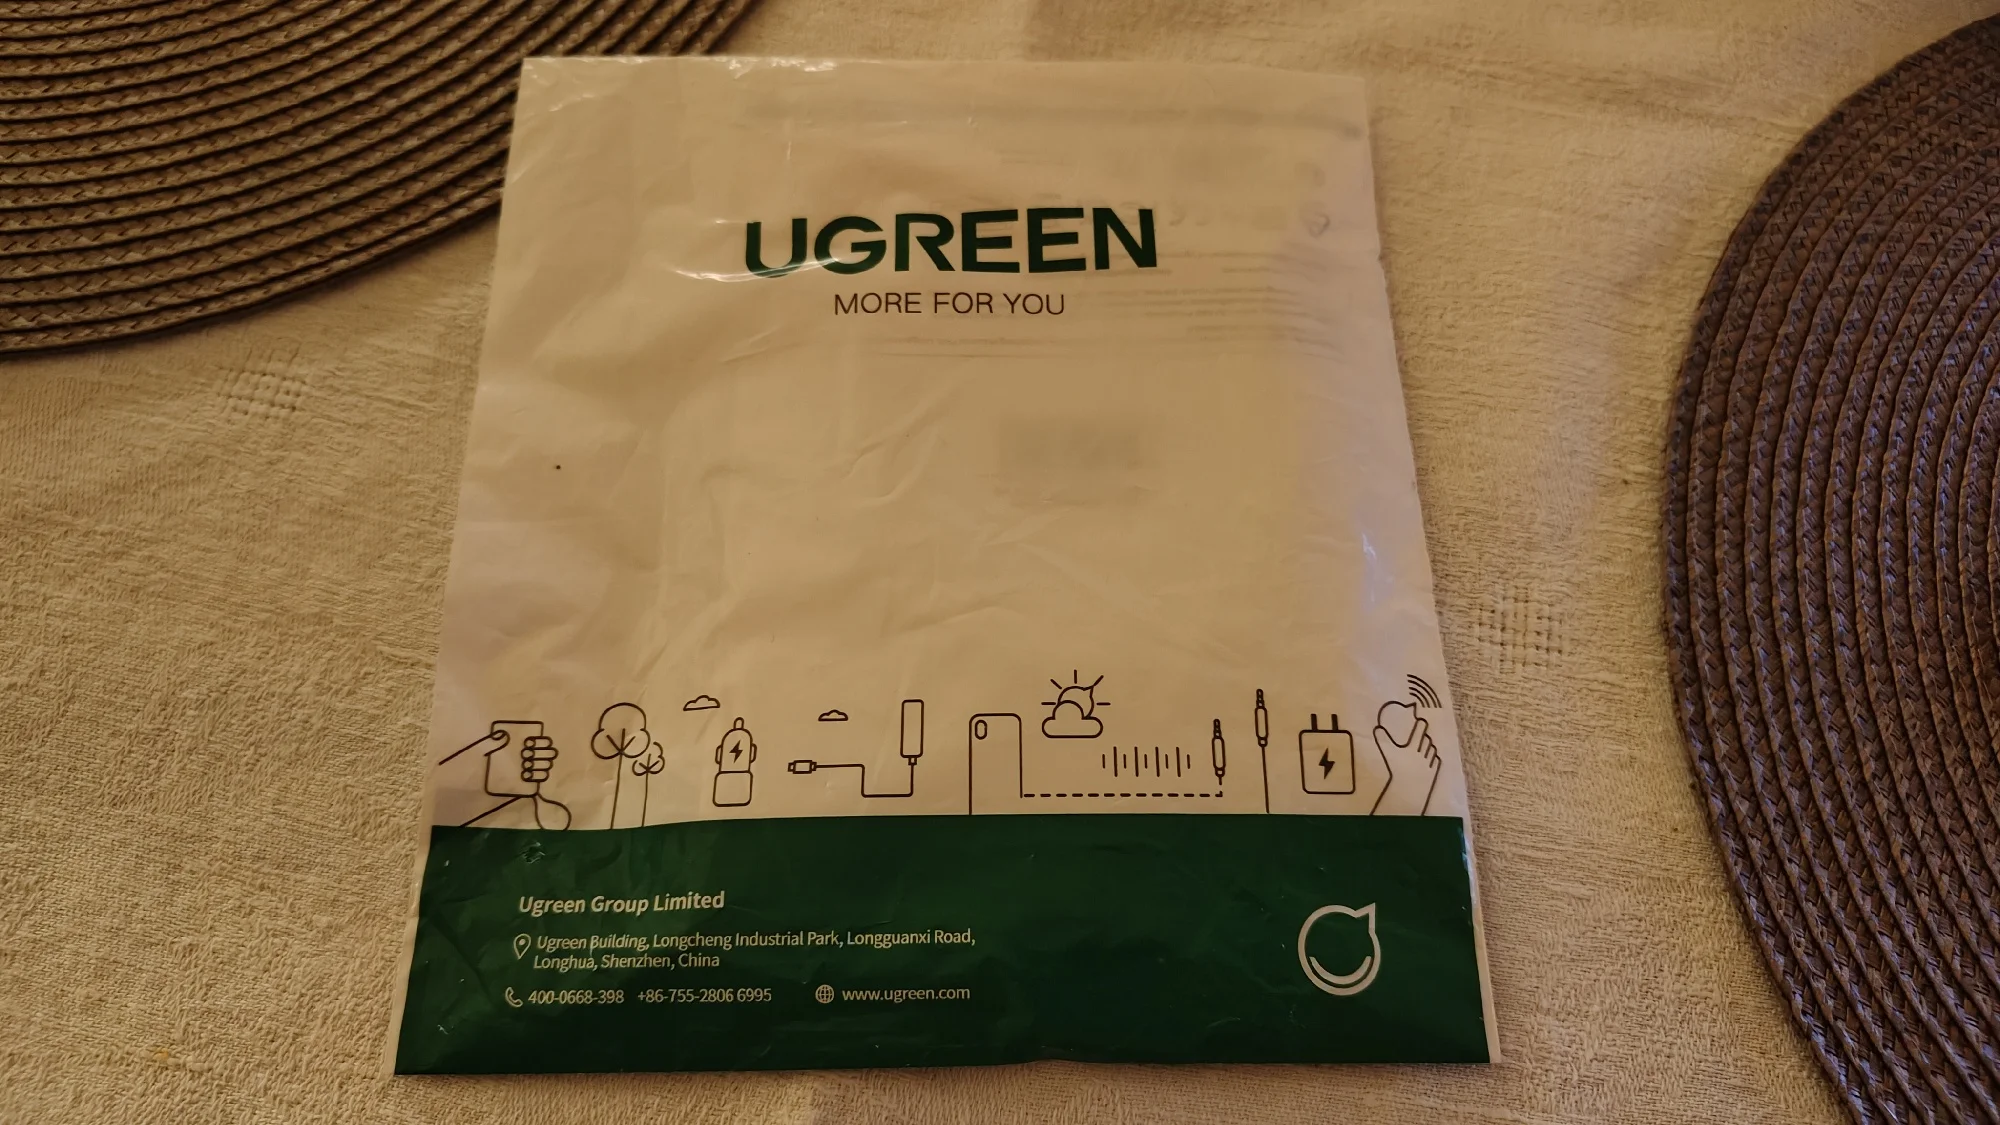 UGREEN
MORE FOR YOU
Ugreen Group Limited
Ugreen Building, Longcheng Industrial Park, Longguanxi Road,
Longhua, Shenzhen, China
400-0668-398 +86-755-2806 6995 www.ugreen.com